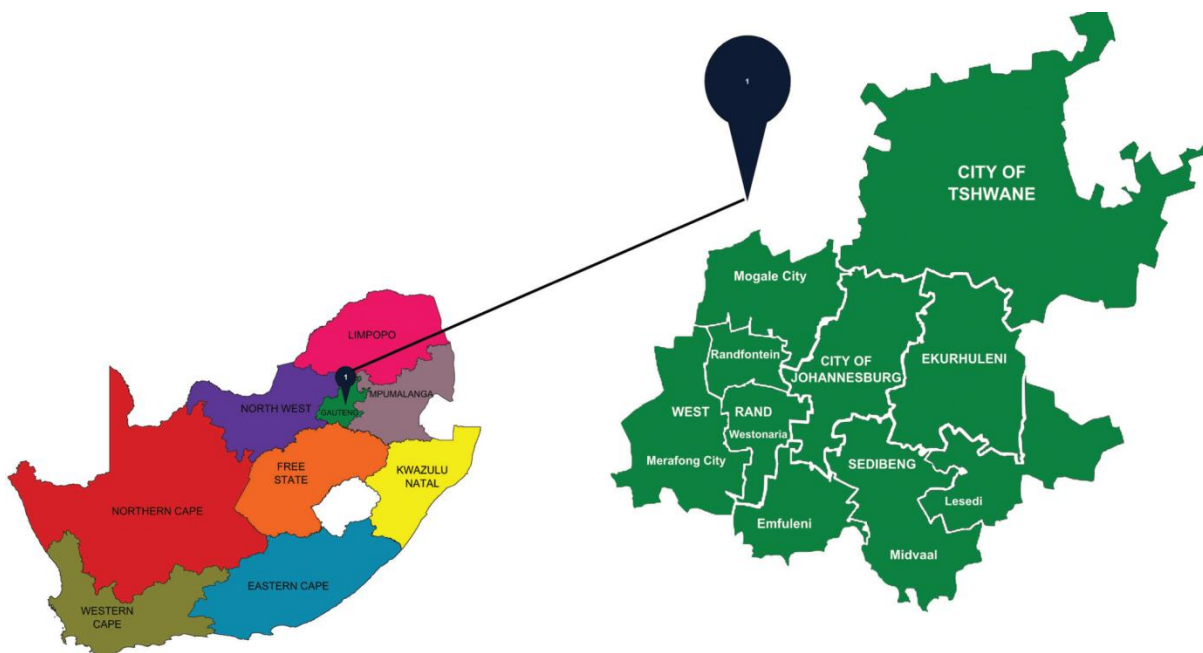 1
LIMPOPO
1
NORTH WEST
MPUMALANGA
GAUTENG
FREE
STATE
KWAZULU
NATAL
NORTHERN CAPE
EASTERN CAPE
WESTERN
CAPE
CITY OF
TSHWANE
Mogale City
Randfontein
CITY OF
JOHANNESBURG
EKURHULENI
WEST RAND
Westonaria
Merafong City
SEDIBENG
Lesedi
Emfuleni
Midvaal